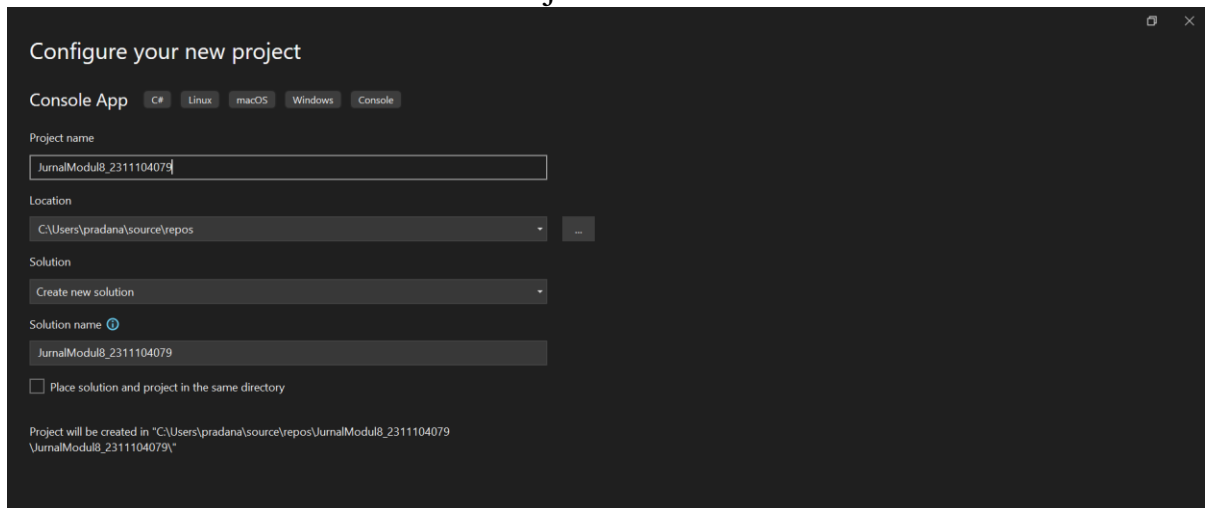 Configure your new project
Console App C# Linux macOS Windows Console
Project name
JurnalModul8_2311104079
Location
C:\Users\pradana\source\repos
...
Solution
Create new solution
Solution name
JurnalModul8_2311104079
Place solution and project in the same directory
Project will be created in "C:\Users\pradana\source\repos\JurnalModul8_2311104079
\JurnalModul8_2311104079\"